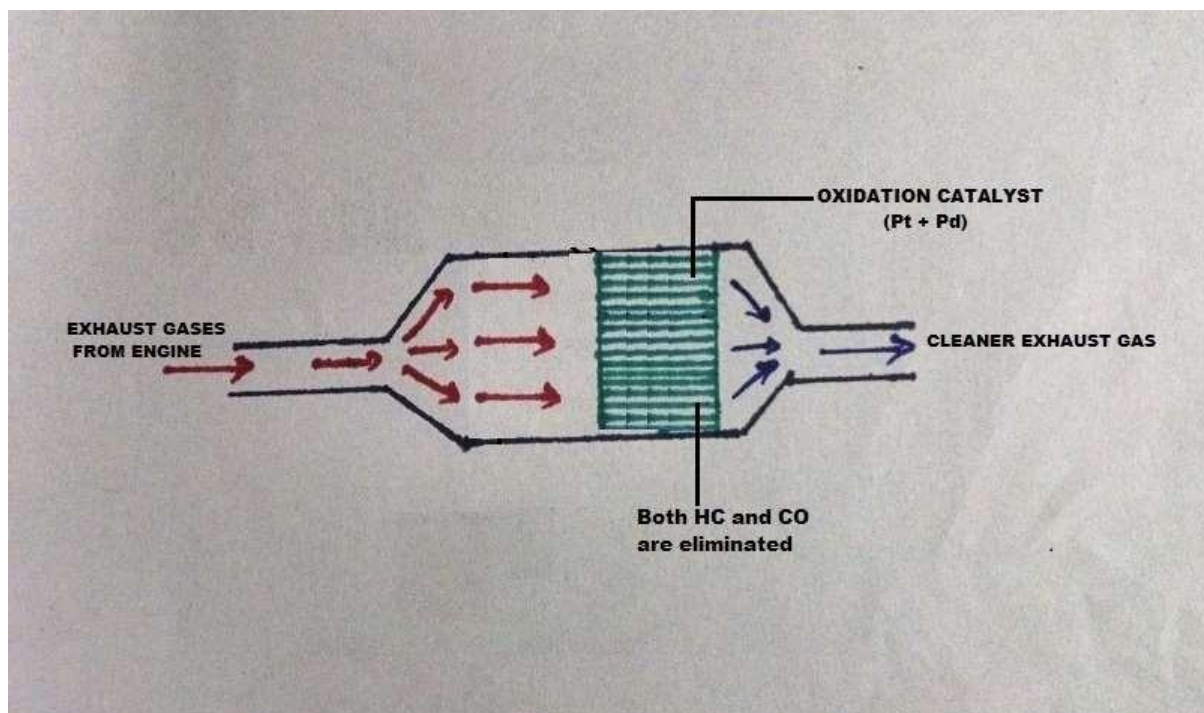 OXIDATION CATALYST
(Pt + Pd)
EXHAUST GASES
FROM ENGINE
CLEANER EXHAUST GAS
Both HC and CO
are eliminated